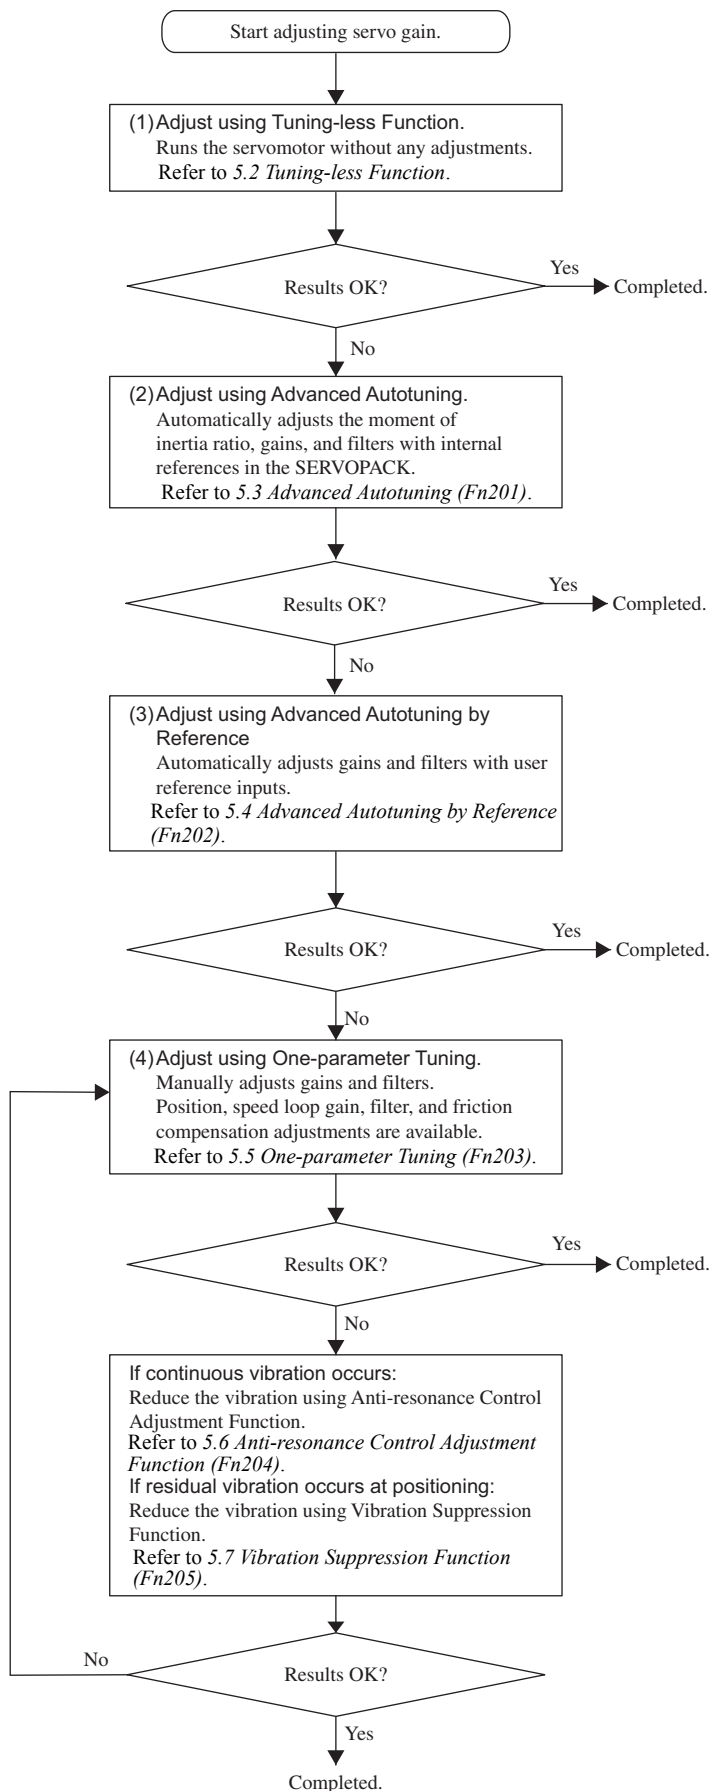 Start adjusting servo gain.
(1) Adjust using Tuning-less Function.
Runs the servomotor without any adjustments.
Refer to 5.2 Tuning-less Function.
Results OK?
Yes
Completed.
No
(2) Adjust using Advanced Autotuning.
Automatically adjusts the moment of
inertia ratio, gains, and filters with internal
references in the SERVOPACK.
Refer to 5.3 Advanced Autotuning (Fn201).
Results OK?
Yes
Completed.
No
(3) Adjust using Advanced Autotuning by
Reference
Automatically adjusts gains and filters with user
reference inputs.
Refer to 5.4 Advanced Autotuning by Reference
(Fn202).
Results OK?
Yes
Completed.
No
(4) Adjust using One-parameter Tuning.
Manually adjusts gains and filters.
Position, speed loop gain, filter, and friction
compensation adjustments are available.
Refer to 5.5 One-parameter Tuning (Fn203).
Results OK?
Yes
Completed.
No
If continuous vibration occurs:
Reduce the vibration using Anti-resonance Control
Adjustment Function.
Refer to 5.6 Anti-resonance Control Adjustment
Function (Fn204).
If residual vibration occurs at positioning:
Reduce the vibration using Vibration Suppression
Function.
Refer to 5.7 Vibration Suppression Function
(Fn205).
No
Results OK?
Yes
Completed.